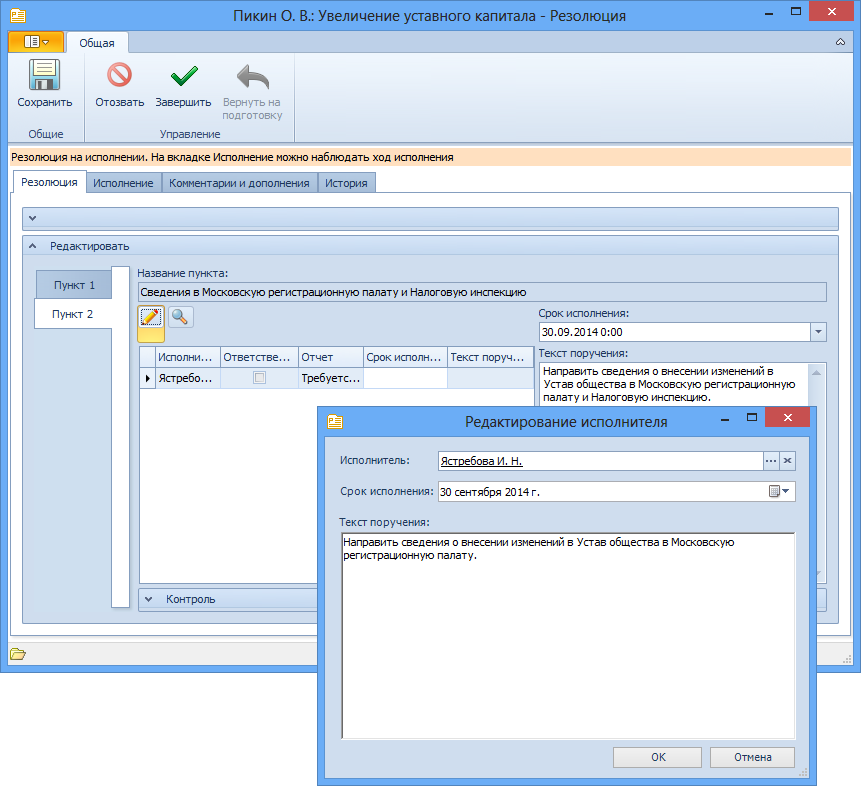 Пикин О. В.: Увеличение уставного капитала - Резолюция
Общая
Сохранить
Отозвать
Завершить
Вернуть на
подготовку
Общие
Управление
Резолюция на исполнении. На вкладке Исполнение можно наблюдать ход исполнения
Резолюция
Исполнение
Комментарии и дополнения
История
Редактировать
Пункт 1
Пункт 2
Название пункта:
Сведения в Московскую регистрационную палату и Налоговую инспекцию
Срок исполнения:
30.09.2014 0:00
Текст поручения:
Направить сведения о внесении изменений в
Устав общества в Московскую регистрационную
палату и Налоговую инспекцию.
Исполни...
Ответстве...
Отчет
Срок исполн...
Текст поруч...
Ястребо...
Требуетс...
Контроль
Редактирование исполнителя
Исполнитель:
Ястребова И. Н.
Срок исполнения:
30 сентября 2014 г.
Текст поручения:
Направить сведения о внесении изменений в Устав общества в Московскую
регистрационную палату.
ОК
Отмена